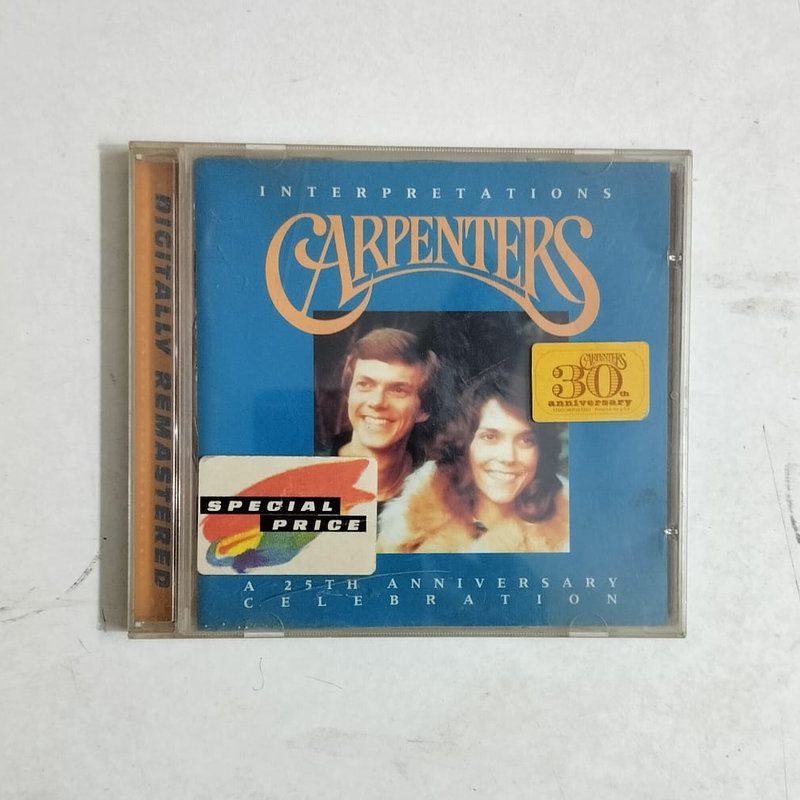 DIGITALLY REMASTERED
INTERPRETATIONS
CARPENTERS
CARPENTERS
30th
anniversary
SPECIAL
PRICE
A 25TH ANNIVERSARY
CELEBRATION